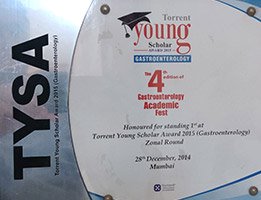 TYSA
Torrent Young Scholar Award 2015 (Gastroenterology)
Torrent
young
Scholar
AWARD 2015
GASTROENTEROLOGY
The 4th edition of
Gastroenterology
Academic
Fest
Honoured for standing 1st at
Torrent Young Scholar Award 2015 (Gastroenterology)
Zonal Round
28th December, 2014
Mumbai